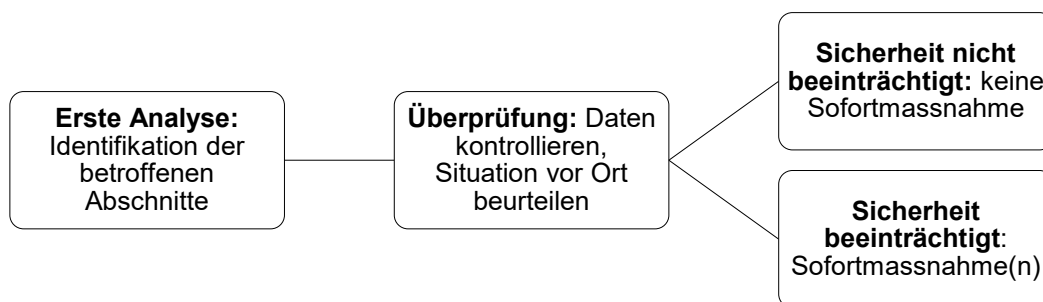 Erste Analyse:
Identifikation der
betroffenen
Abschnitte
Überprüfung: Daten
kontrollieren,
Situation vor Ort
beurteilen
Sicherheit nicht
beeinträchtigt: keine
Sofortmassnahme
Sicherheit
beeinträchtigt:
Sofortmassnahme(n)